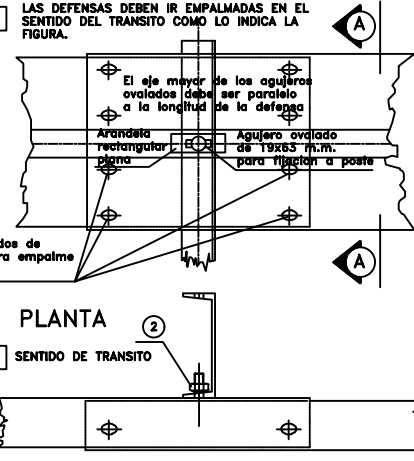 LAS DEFENSAS DEBEN IR EMPALMADAS EN EL
SENTIDO DEL TRANSITO COMO LO INDICA LA
FIGURA.
A
El eje mayor de los agujeros
ovalados debe ser paralelo
a la longitud de la defensa
Arandela
rectangular
plana
Agujero ovalado
de 19x65 m.m.
para fijacion a poste
dos de
ra empalme
A
PLANTA
2
SENTIDO DE TRANSITO